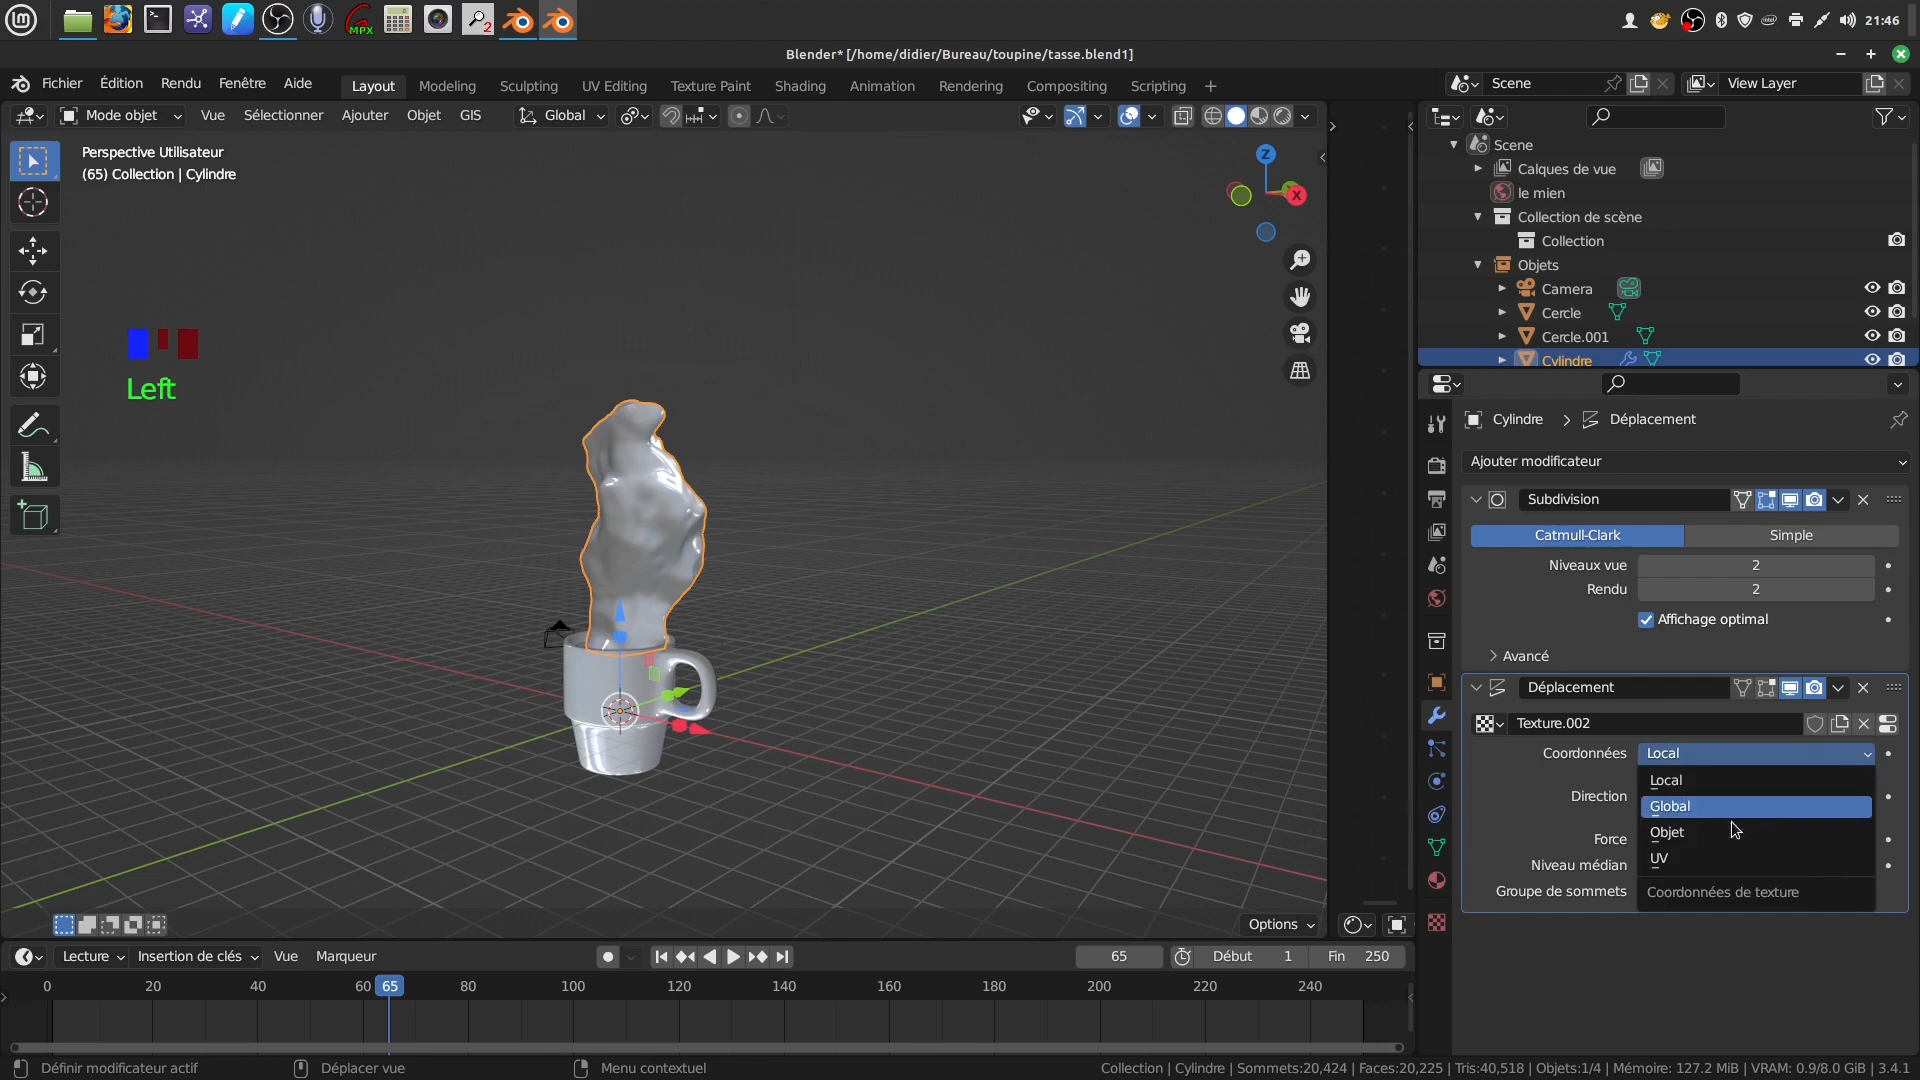 MPX
2
21:46
Blender* [/home/didier/Bureau/toupine/tasse.blend1]
Fichier Édition Rendu Fenêtre Aide
Layout Modeling Sculpting UV Editing Texture Paint Shading Animation Rendering Compositing Scripting +
Scene
View Layer
Mode objet Vue Sélectionner Ajouter Objet GIS
Global
Perspective Utilisateur
(65) Collection | Cylindre
Z
X
Left
Options
Scene
Calques de vue
le mien
Collection de scène
Collection
Objets
Camera
Cercle
Cercle.001
Cylindre
Cylindre > Déplacement
Ajouter modificateur
Subdivision
Catmull-Clark Simple
Niveaux vue 2
Rendu 2
Affichage optimal
Avancé
Déplacement
Texture.002
Coordonnées Local
Local
Direction Global
Objet
Force
UV
Niveau médian
Groupe de sommets Coordonnées de texture
Lecture Insertion de clés Vue Marqueur
65
Début 1
Fin 250
0 20 40 60 65 80 100 120 140 160 180 200 220 240
Définir modificateur actif Déplacer vue Menu contextuel
Collection | Cylindre | Sommets:20,424 | Faces:20,225 | Tris:40,518 | Objets:1/4 | Mémoire: 127.2 MiB | VRAM: 0.9/8.0 GiB | 3.4.1